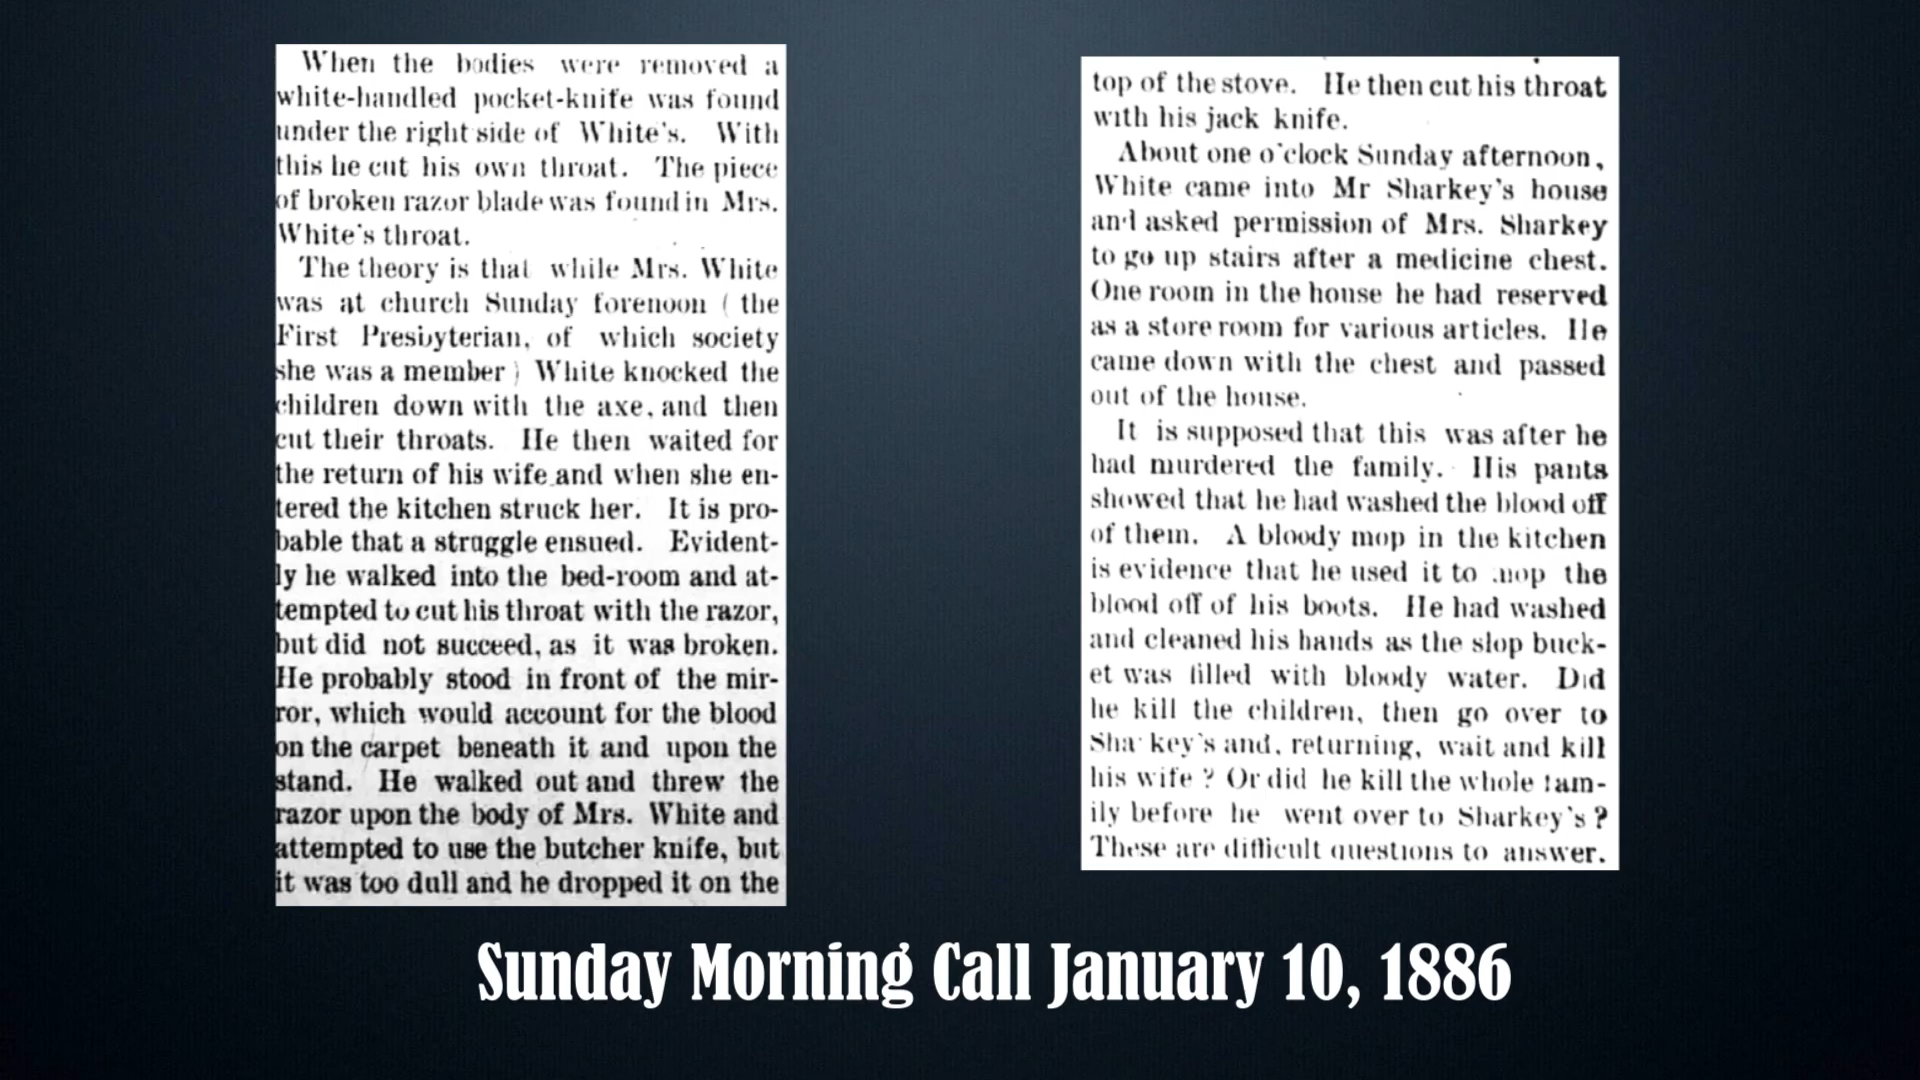 When the bodies were removed a
white-handled pocket-knife was found
under the right side of White's. With
this he cut his own throat. The piece
of broken razor blade was found in Mrs.
White's throat.
The theory is that while Mrs. White
was at church Sunday forenoon ( the
First Presbyterian, of which society
she was a member ) White knocked the
children down with the axe, and then
cut their throats. He then waited for
the return of his wife and when she en-
tered the kitchen struck her. It is pro-
bable that a struggle ensued. Evident-
ly he walked into the bed-room and at-
tempted to cut his throat with the razor,
but did not succeed, as it was broken.
He probably stood in front of the mir-
ror, which would account for the blood
on the carpet beneath it and upon the
stand. He walked out and threw the
razor upon the body of Mrs. White and
attempted to use the butcher knife, but
it was too dull and he dropped it on the
top of the stove. He then cut his throat
with his jack knife.
About one o'clock Sunday afternoon,
White came into Mr Sharkey's house
and asked permission of Mrs. Sharkey
to go up stairs after a medicine chest.
One room in the house he had reserved
as a store room for various articles. He
came down with the chest and passed
out of the house.
It is supposed that this was after he
had murdered the family. His pants
showed that he had washed the blood off
of them. A bloody mop in the kitchen
is evidence that he used it to mop the
blood off of his boots. He had washed
and cleaned his hands as the slop buck-
et was filled with bloody water. Did
he kill the children, then go over to
Sharkey's and, returning, wait and kill
his wife ? Or did he kill the whole fam-
ily before he went over to Sharkey's ?
These are difficult questions to answer.
Sunday Morning Call January 10, 1886